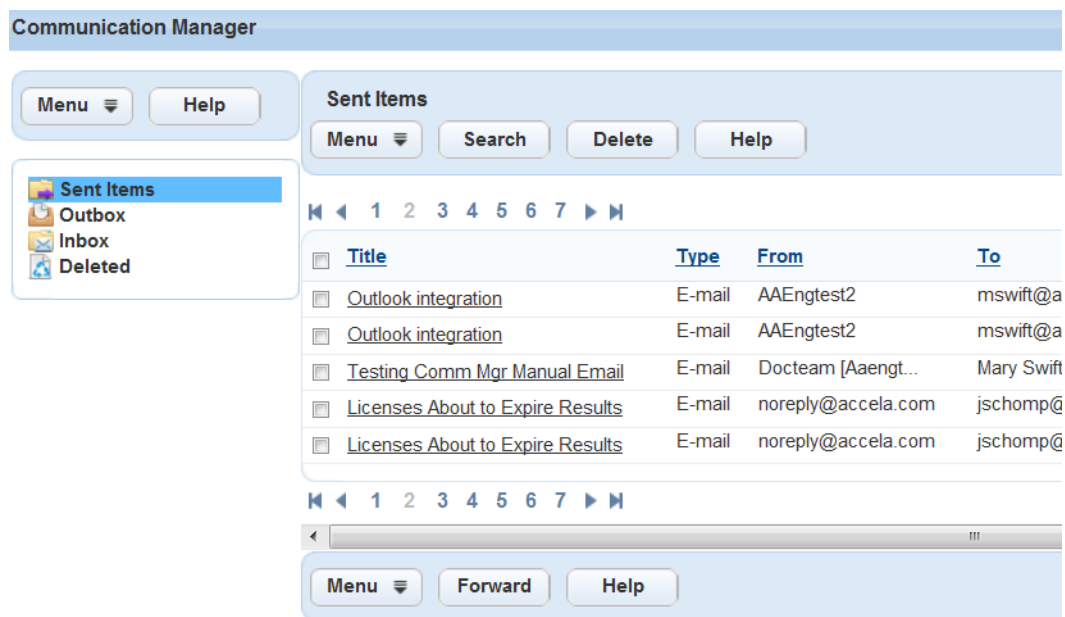 Communication Manager
Menu Help
Sent Items
Outbox
Inbox
Deleted
Sent Items
Menu Search Delete Help
1 2 3 4 5 6 7
Title Type From To
Outlook integration E-mail AAEngtest2 mswift@a
Outlook integration E-mail AAEngtest2 mswift@a
Testing Comm Mgr Manual Email E-mail Docteam [Aaengt... Mary Swift
Licenses About to Expire Results E-mail noreply@accela.com jschomp@
Licenses About to Expire Results E-mail noreply@accela.com jschomp@
1 2 3 4 5 6 7
Menu Forward Help